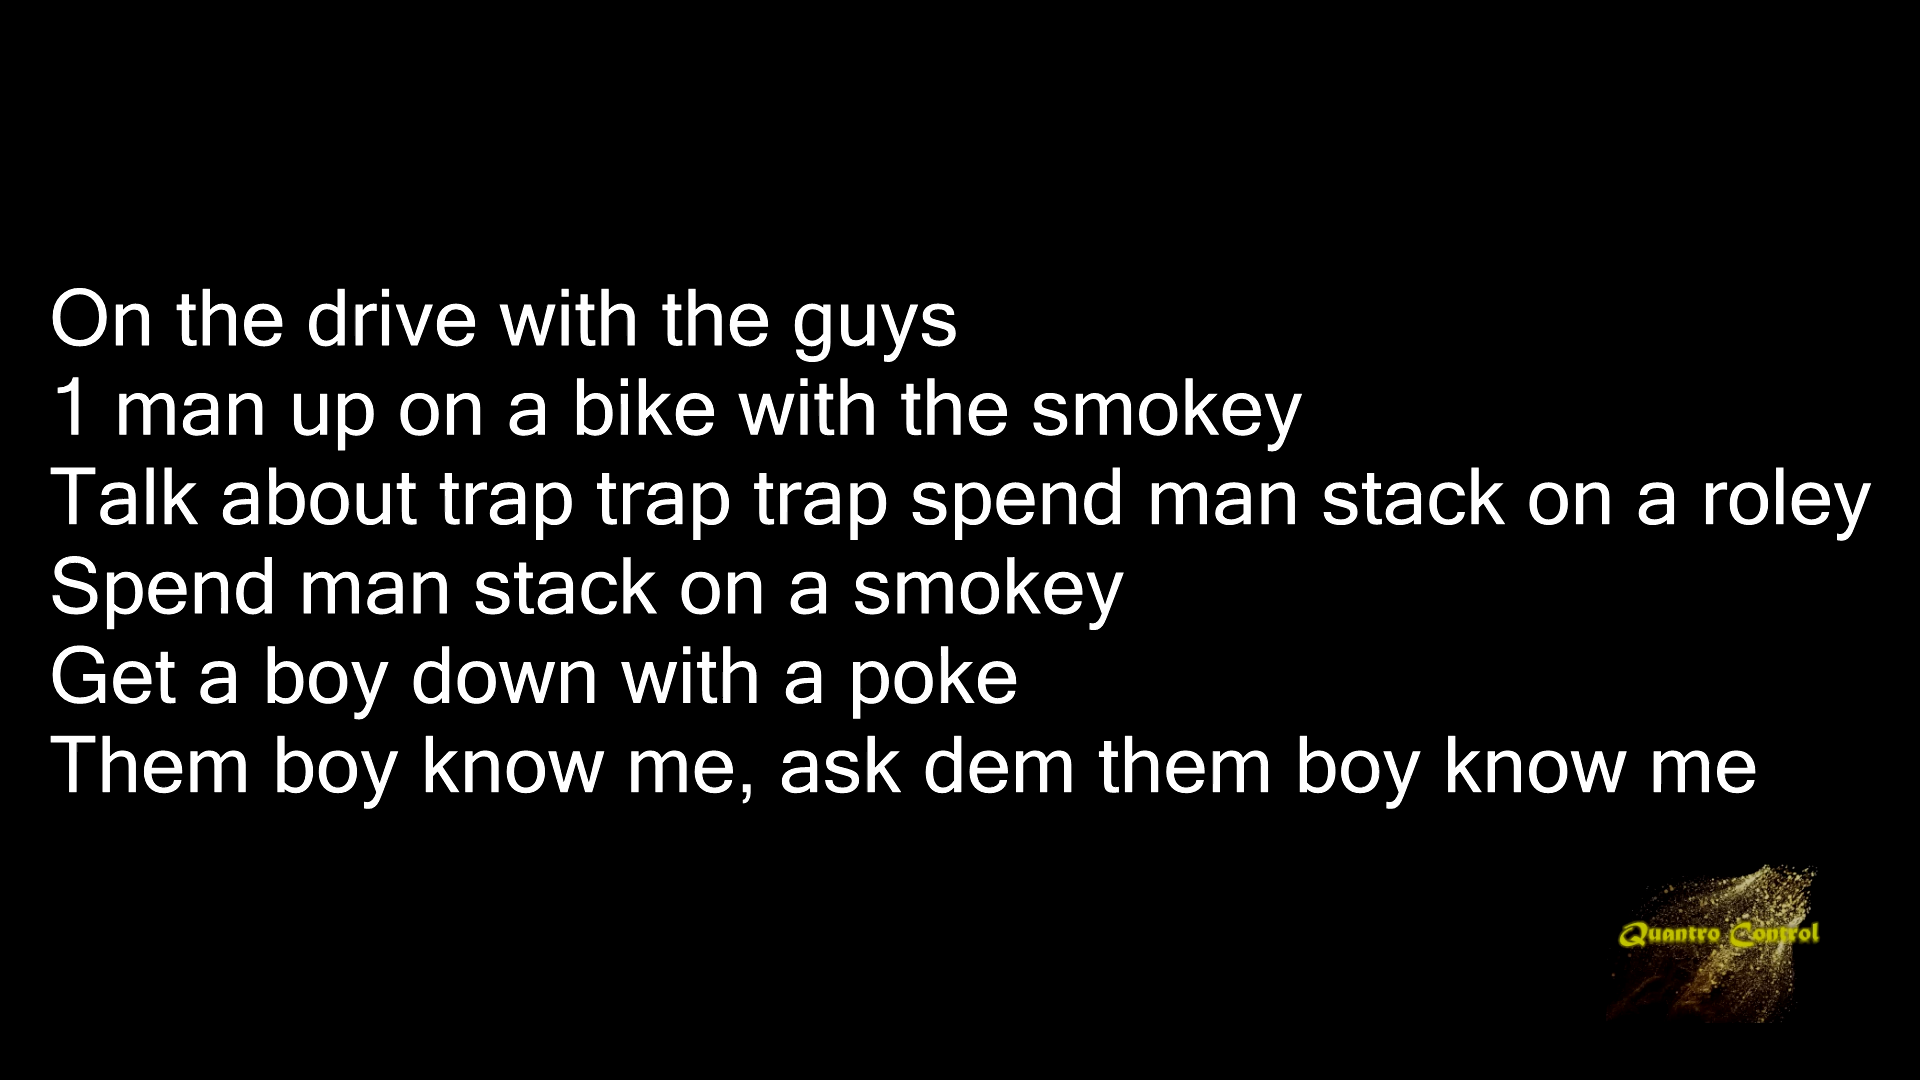 On the drive with the guys
1 man up on a bike with the smokey
Talk about trap trap trap spend man stack on a roley
Spend man stack on a smokey
Get a boy down with a poke
Them boy know me, ask dem them boy know me
Quantro Control